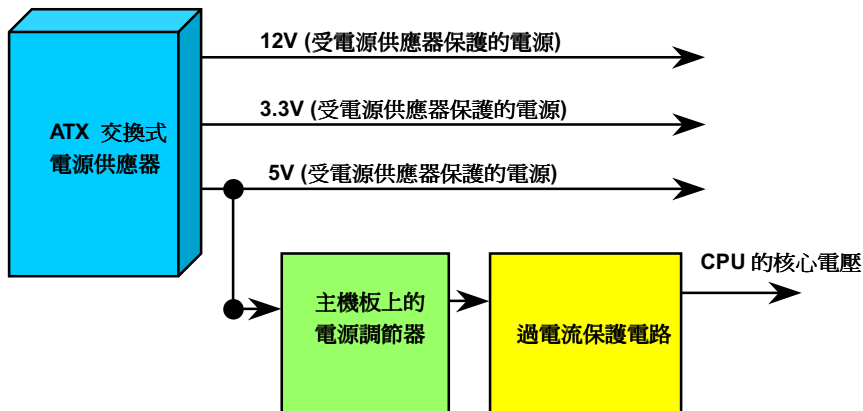 12V (受電源供應器保護的電源)
3.3V (受電源供應器保護的電源)
ATX 交換式
電源供應器
5V (受電源供應器保護的電源)
CPU 的核心電壓
主機板上的
電源調節器
過電流保護電路